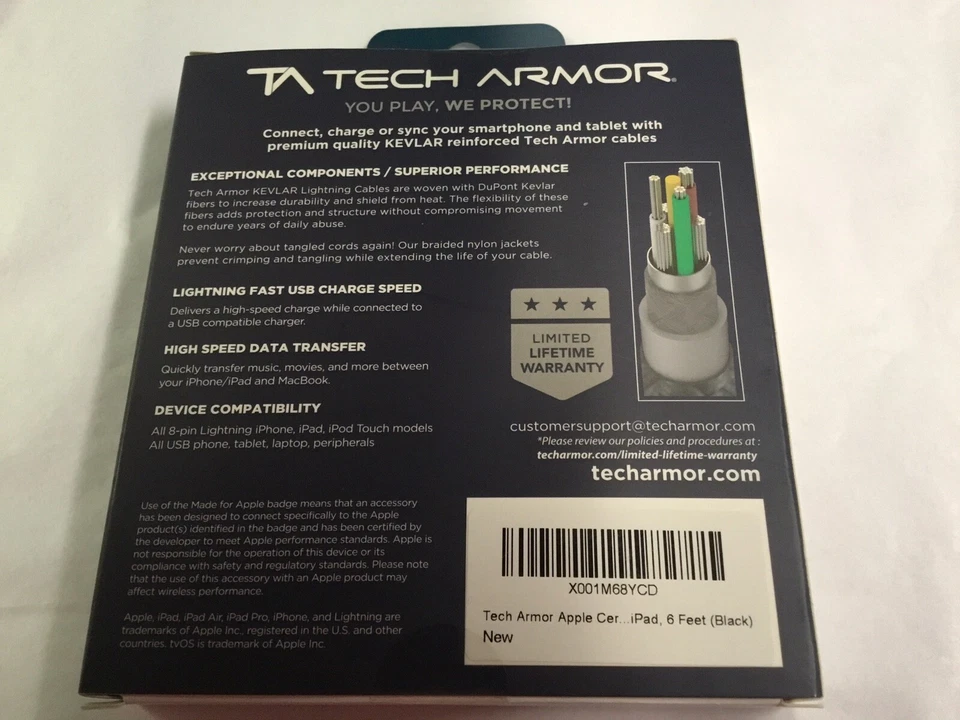 TA TECH ARMOR®
YOU PLAY, WE PROTECT!
Connect, charge or sync your smartphone and tablet with
premium quality KEVLAR reinforced Tech Armor cables
EXCEPTIONAL COMPONENTS / SUPERIOR PERFORMANCE
Tech Armor KEVLAR Lightning Cables are woven with DuPont Kevlar
fibers to increase durability and shield from heat. The flexibility of these
fibers adds protection and structure without compromising movement
to endure years of daily abuse.
Never worry about tangled cords again! Our braided nylon jackets
prevent crimping and tangling while extending the life of your cable.
LIGHTNING FAST USB CHARGE SPEED
Delivers a high-speed charge while connected to
a USB compatible charger.
HIGH SPEED DATA TRANSFER
Quickly transfer music, movies, and more between
your iPhone/iPad and MacBook.
DEVICE COMPATIBILITY
All 8-pin Lightning iPhone, iPad, iPod Touch models
All USB phone, tablet, laptop, peripherals
LIMITED
LIFETIME
WARRANTY
customersupport@techarmor.com
*Please review our policies and procedures at :
techarmor.com/limited-lifetime-warranty
techarmor.com
Use of the Made for Apple badge means that an accessory
has been designed to connect specifically to the Apple
product(s) identified in the badge and has been certified by
the developer to meet Apple performance standards. Apple is
not responsible for the operation of this device or its
compliance with safety and regulatory standards. Please note
that the use of this accessory with an Apple product may
affect wireless performance.
Apple, iPad, iPad Air, iPad Pro, iPhone, and Lightning are
trademarks of Apple Inc., registered in the U.S. and other
countries. tvOS is trademark of Apple Inc.
X001M68YCD
Tech Armor Apple Cer...iPad, 6 Feet (Black)
New